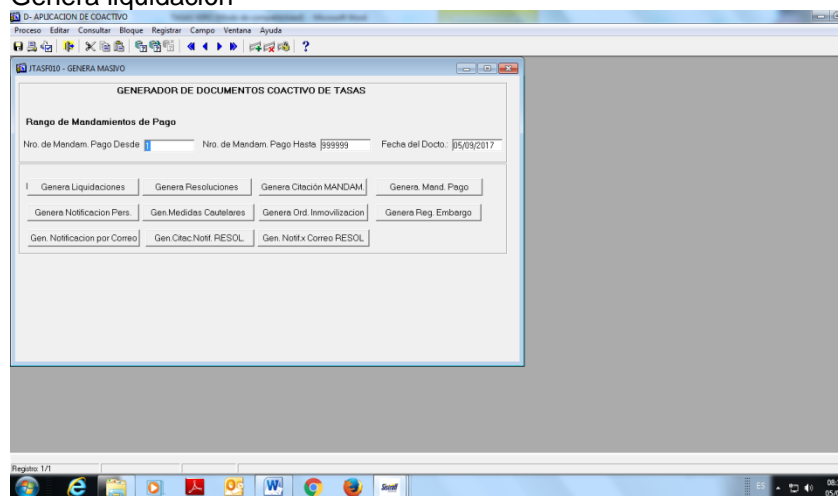 Genera liquidación
D- APLICACION DE COACTIVO
Proceso Editar Consultar Bloque Registrar Campo Ventana Ayuda
JTASF010 - GENERA MASIVO
GENERADOR DE DOCUMENTOS COACTIVO DE TASAS
Rango de Mandamientos de Pago
Nro. de Mandam. Pago Desde 1 Nro. de Mandam. Pago Hasta 999999 Fecha del Docto.: 05/09/2017
Genera Liquidaciones Genera Resoluciones Genera Citación MANDAM. Genera. Mand. Pago
Genera Notificacion Pers. Gen.Medidas Cautelares Genera Ord. Inmovilizacion Genera Reg. Embargo
Gen. Notificacion por Correo Gen.Citac.Notif. RESOL. Gen. Notif.x Correo RESOL
Registro: 1/1
ES